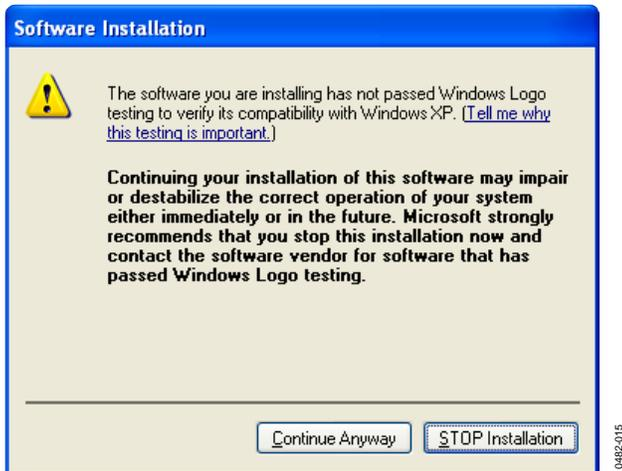 Software Installation
The software you are installing has not passed Windows Logo
testing to verify its compatibility with Windows XP. (Tell me why
this testing is important.)
Continuing your installation of this software may impair
or destabilize the correct operation of your system
either immediately or in the future. Microsoft strongly
recommends that you stop this installation now and
contact the software vendor for software that has
passed Windows Logo testing.
Continue Anyway
STOP Installation
0482-015